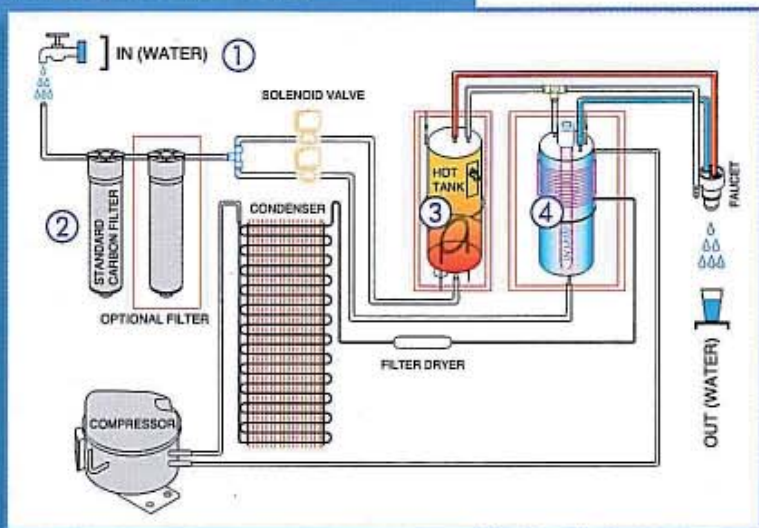 IN (WATER) 1
SOLENOID VALVE
HOT
TANK
3
4
FAUCET
2
STANDARD
CARBON FILTER
CONDENSER
OPTIONAL FILTER
FILTER DRYER
COMPRESSOR
OUT (WATER)